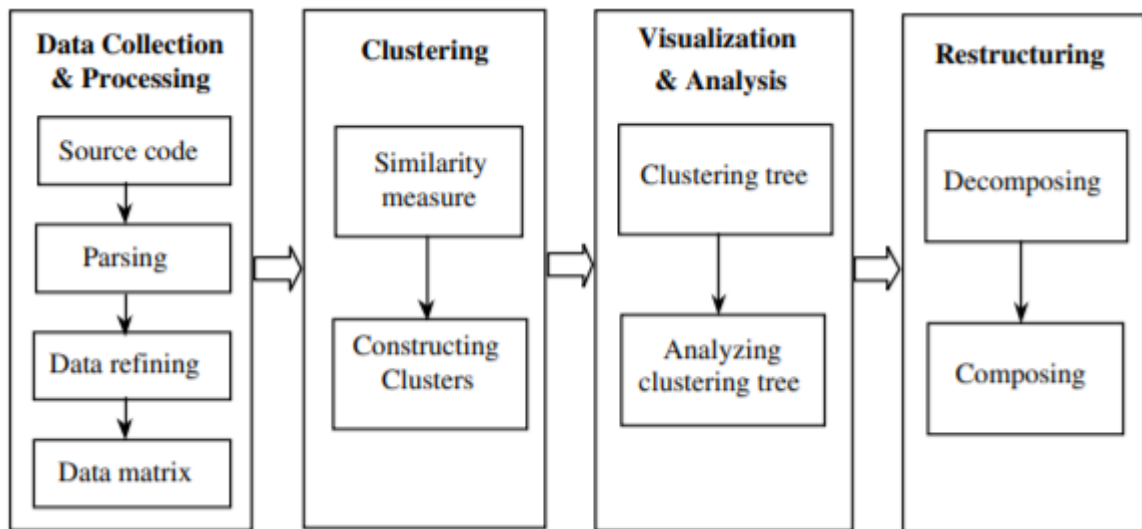 Data Collection
& Processing
Source code
Parsing
Data refining
Data matrix
Clustering
Similarity
measure
Constructing
Clusters
Visualization
& Analysis
Clustering tree
Analyzing
clustering tree
Restructuring
Decomposing
Composing